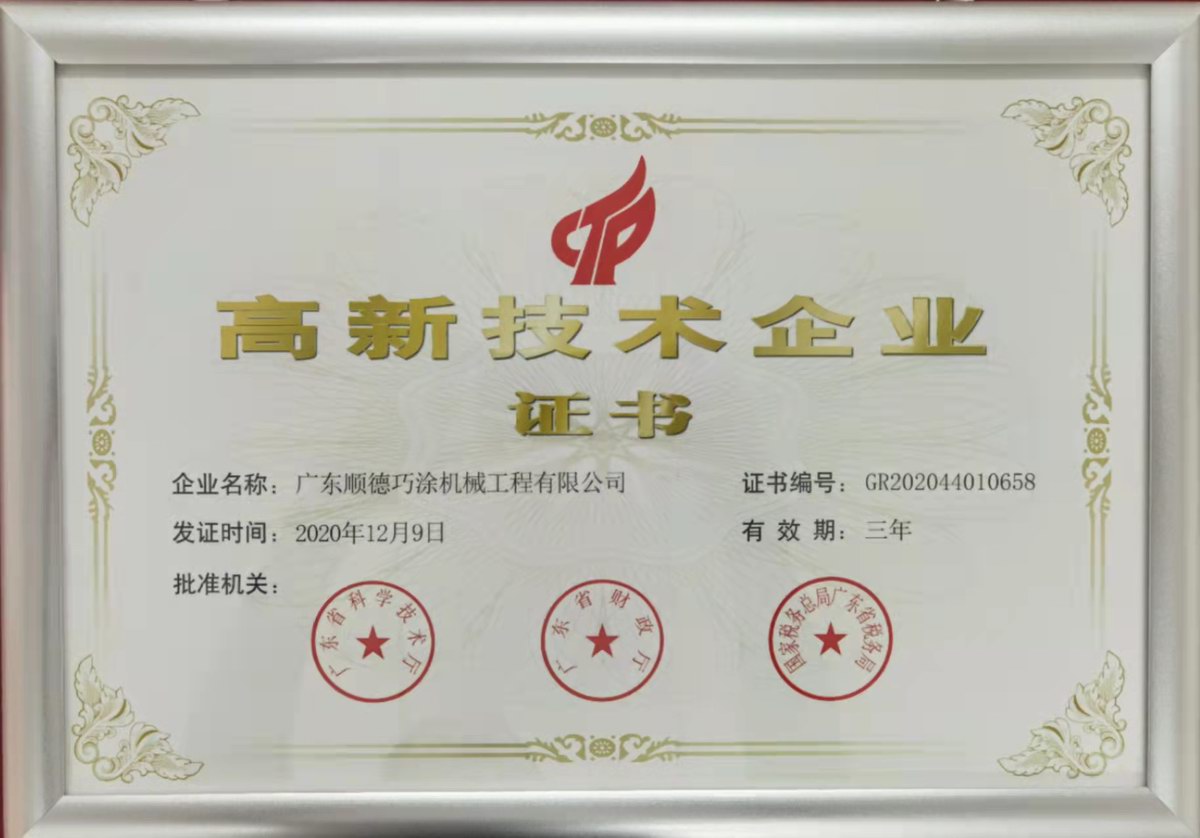 CTP
高新技术企业
证书
企业名称：广东顺德巧涂机械工程有限公司
证书编号：GR202044010658
发证时间：2020年12月9日
有效期：三年
批准机关：
广东省科学技术厅
广东省财政厅
国家税务总局广东省税务局